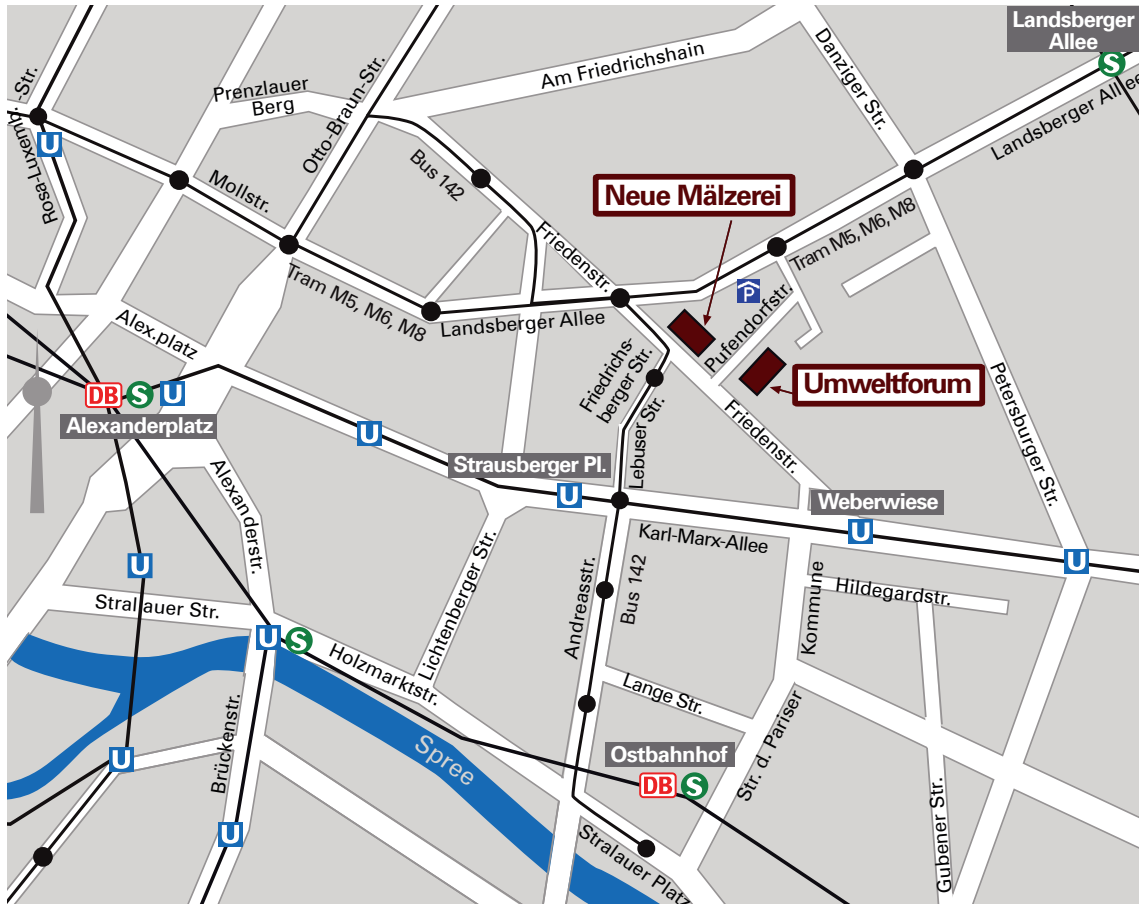 Landsberger
Allee
S
Danziger Str.
Am Friedrichshain
Otto-Braun-Str.
Prenzlauer
Berg
Rosa-Luxemb.-Str.
U
Landsberger Allee
Bus 142
Mollstr.
Neue Mälzerei
Friedenstr.
Tram M5, M6, M8
Tram M5, M6, M8
P
Landsberger Allee
Alex.platz
Pufendorfstr.
Friedrichs-
berger Str.
Umweltforum
DB
S
U
Alexanderplatz
U
Petersburger Str.
Friedenstr.
Lebuser Str.
Strausberger Pl.
U
Alexanderstr.
Weberwiese
U
Karl-Marx-Allee
U
U
Lichtenberger Str.
Andreasstr.
Bus 142
Kommune
Hildegardstr.
Stralauer Str.
U
S
Holzmarktstr.
Lange Str.
Brückenstr.
Spree
U
Ostbahnhof
DB
S
Str. d. Pariser
Gubener Str.
U
Stralauer Platz